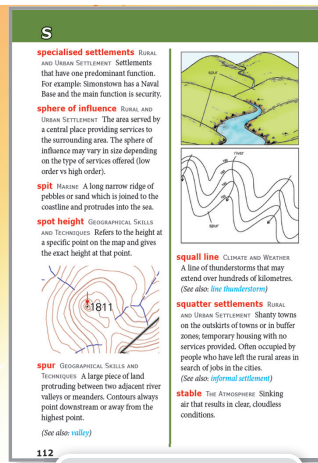 S
specialised settlements RURAL
AND URBAN SETTLEMENT Settlements
that have one predominant function.
For example: Simonstown has a Naval
Base and the main function is security.
sphere of influence RURAL AND
URBAN SETTLEMENT The area served by
a central place providing services to
the surrounding area. The sphere of
influence may vary in size depending
on the type of services offered (low
order vs high order).
spit MARINE A long narrow ridge of
pebbles or sand which is joined to the
coastline and protrudes into the sea.
spot height GEOGRAPHICAL SKILLS
AND TECHNIQUES Refers to the height at
a specific point on the map and gives
the exact height at that point.
1811
spur GEOGRAPHICAL SKILLS AND
TECHNIQUES A large piece of land
protruding between two adjacent river
valleys or meanders. Contours always
point downstream or away from the
highest point.
(See also: valley)
112
spur
river
spur
squall line CLIMATE AND WEATHER
A line of thunderstorms that may
extend over hundreds of kilometres.
(See also: line thunderstorm)
squatter settlements RURAL
AND URBAN SETTLEMENT Shanty towns
on the outskirts of towns or in buffer
zones; temporary housing with no
services provided. Often occupied by
people who have left the rural areas in
search of jobs in the cities.
(See also: informal settlement)
stable THE ATMOSPHERE Sinking
air that results in clear, cloudless
conditions.